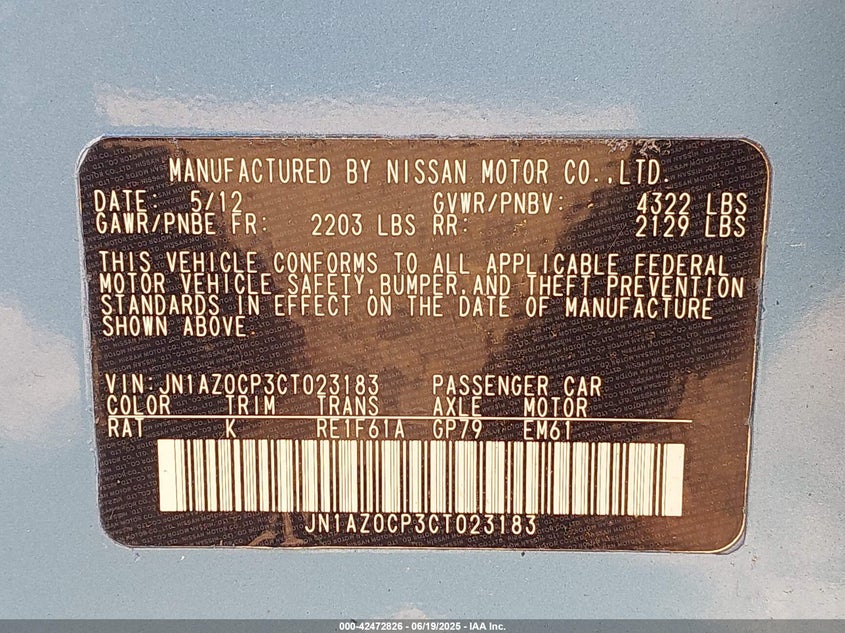 MANUFACTURED BY NISSAN MOTOR CO.,LTD.
DATE: 5/12 GVWR/PNBV: 4322 LBS
GAWR/PNBE FR: 2203 LBS RR: 2129 LBS
THIS VEHICLE CONFORMS TO ALL APPLICABLE FEDERAL
MOTOR VEHICLE SAFETY,BUMPER,AND THEFT PREVENTION
STANDARDS IN EFFECT ON THE DATE OF MANUFACTURE
SHOWN ABOVE.
VIN:JN1AZ0CP3CT023183 PASSENGER CAR
COLOR TRIM TRANS AXLE MOTOR
RAT K RE1F61A GP79 EM61
JN1AZ0CP3CT023183
000-42472826 - 06/19/2025 - IAA Inc.